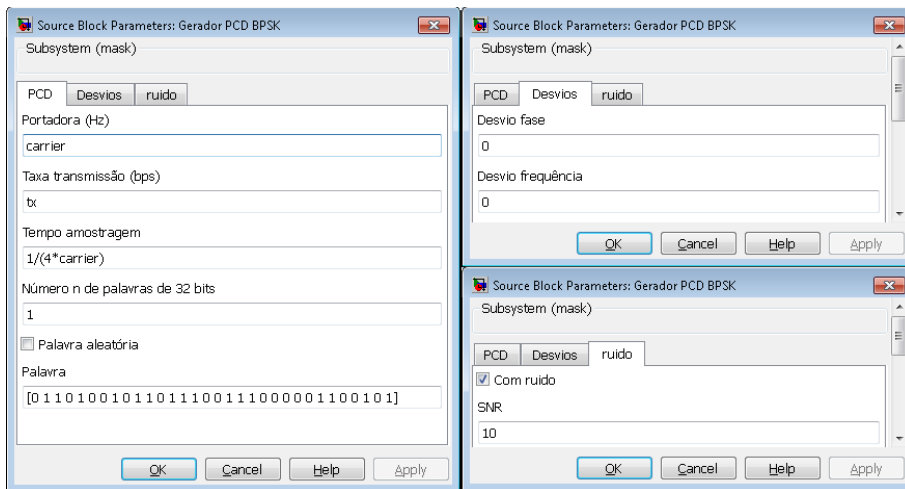 Source Block Parameters: Gerador PCD BPSK
Subsystem (mask)
PCD Desvios ruido
Portadora (Hz)
carrier
Taxa transmissão (bps)
tx
Tempo amostragem
1/(4*carrier)
Número n de palavras de 32 bits
1
Palavra aleatória
Palavra
[0 1 1 0 1 0 0 1 0 1 1 0 1 1 1 0 0 1 1 1 0 0 0 0 0 1 1 0 0 1 0 1]
OK Cancel Help Apply
Source Block Parameters: Gerador PCD BPSK
Subsystem (mask)
PCD Desvios ruido
Desvio fase
0
Desvio frequência
0
OK Cancel Help Apply
Source Block Parameters: Gerador PCD BPSK
Subsystem (mask)
PCD Desvios ruido
Com ruido
SNR
10
OK Cancel Help Apply